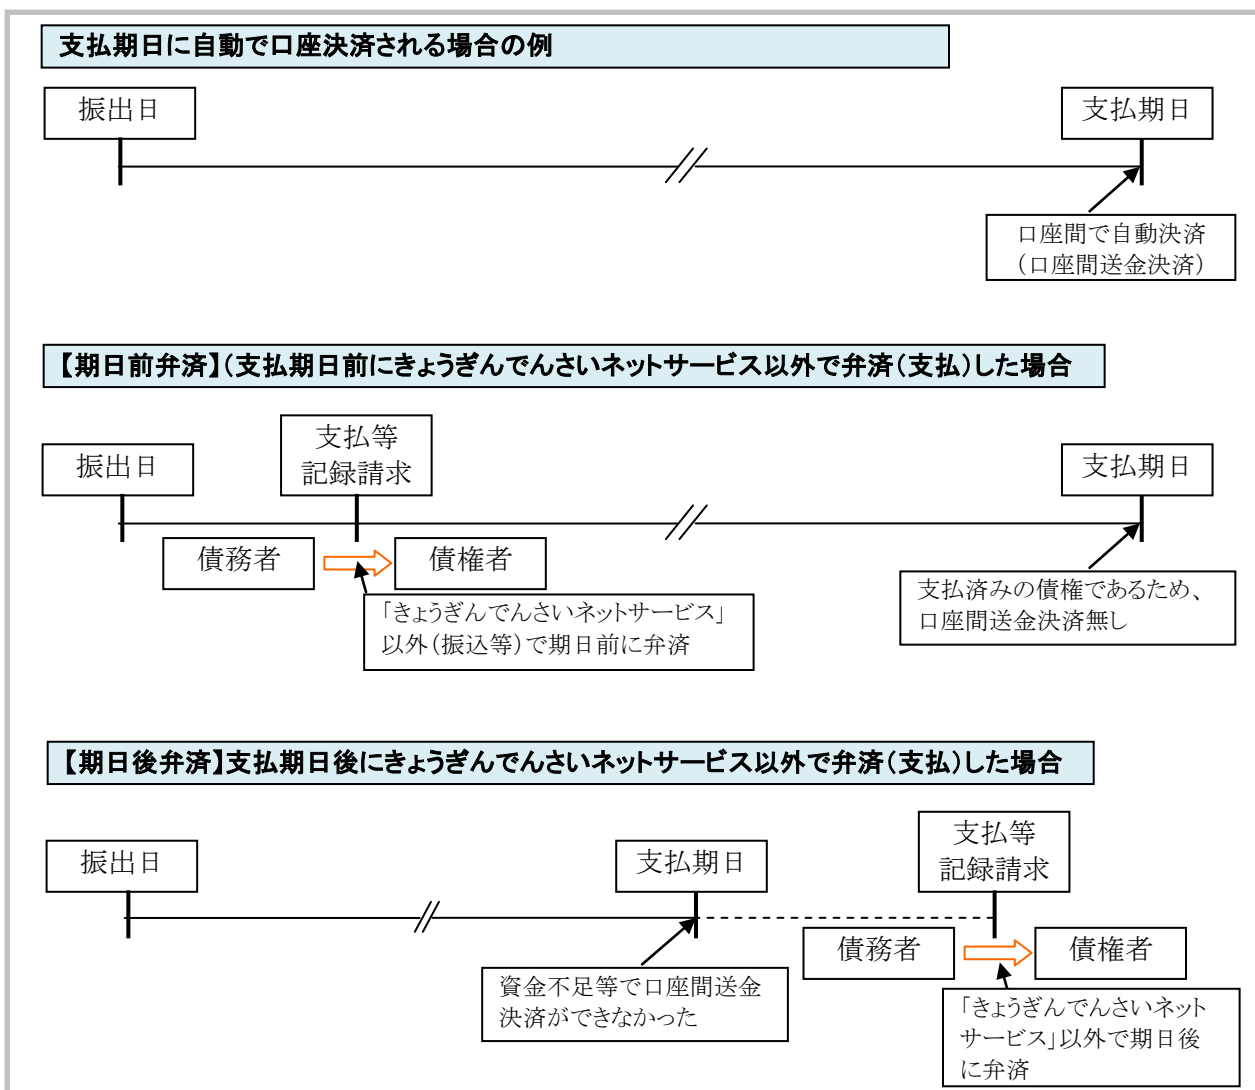 支払期日に自動で口座決済される場合の例
振出日
支払期日
口座間で自動決済
（口座間送金決済）
【期日前弁済】（支払期日前にきょうぎんでんさいネットサービス以外で弁済（支払）した場合
振出日
支払等
記録請求
支払期日
債務者
債権者
「きょうぎんでんさいネットサービス」
以外（振込等）で期日前に弁済
支払済みの債権であるため、
口座間送金決済無し
【期日後弁済】支払期日後にきょうぎんでんさいネットサービス以外で弁済（支払）した場合
振出日
支払期日
支払等
記録請求
債務者
債権者
資金不足等で口座間送金
決済ができなかった
「きょうぎんでんさいネット
サービス」以外で期日後
に弁済